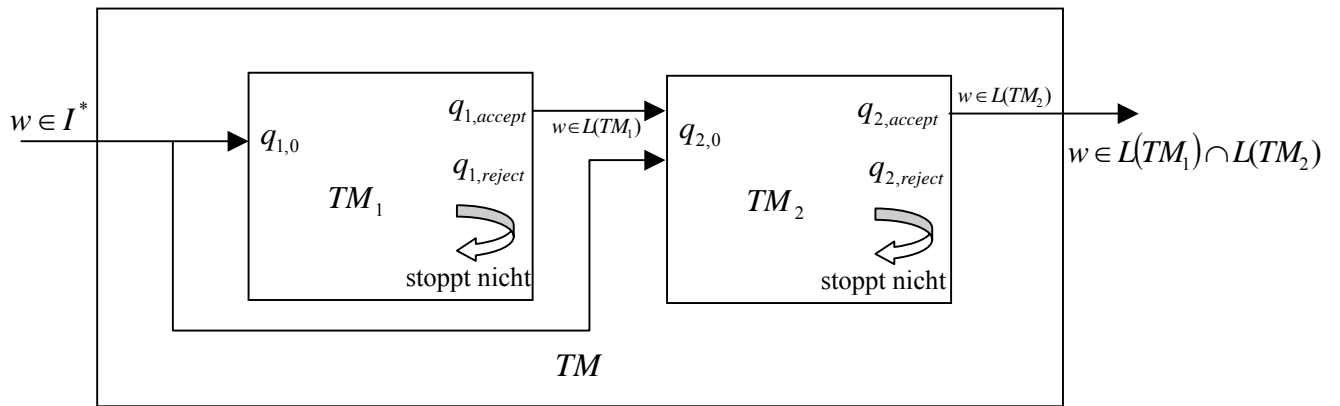 w ∈ I*
q₁,₀
q₁,accept
w∈L(TM₁)
q₁,reject
TM₁
stoppt nicht
q₂,₀
q₂,accept
w∈L(TM₂)
q₂,reject
TM₂
stoppt nicht
w ∈ L(TM₁) ∩ L(TM₂)
TM